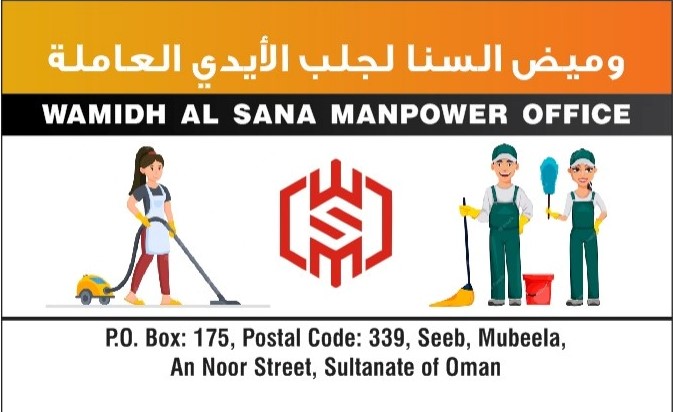 وميض السنا لجلب الأيدي العاملة
WAMIDH AL SANA MANPOWER OFFICE
WSM
P.O. Box: 175, Postal Code: 339, Seeb, Mubeela,
An Noor Street, Sultanate of Oman